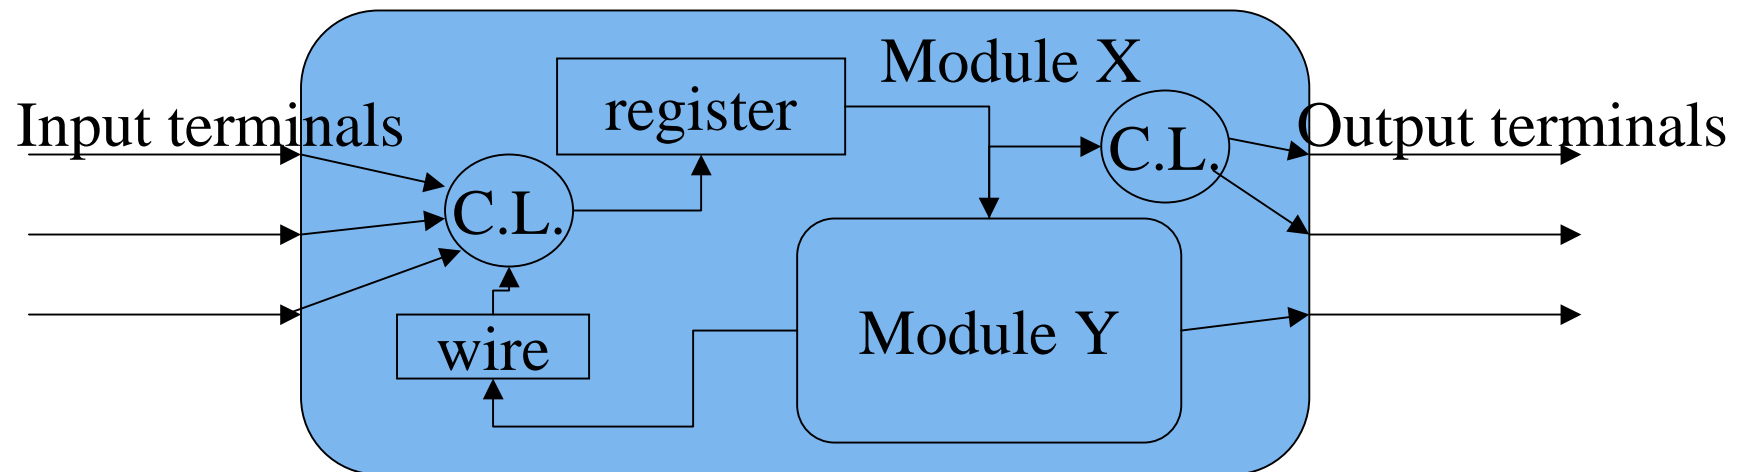 Module X
Input terminals
register
C.L.
Output terminals
C.L.
wire
Module Y